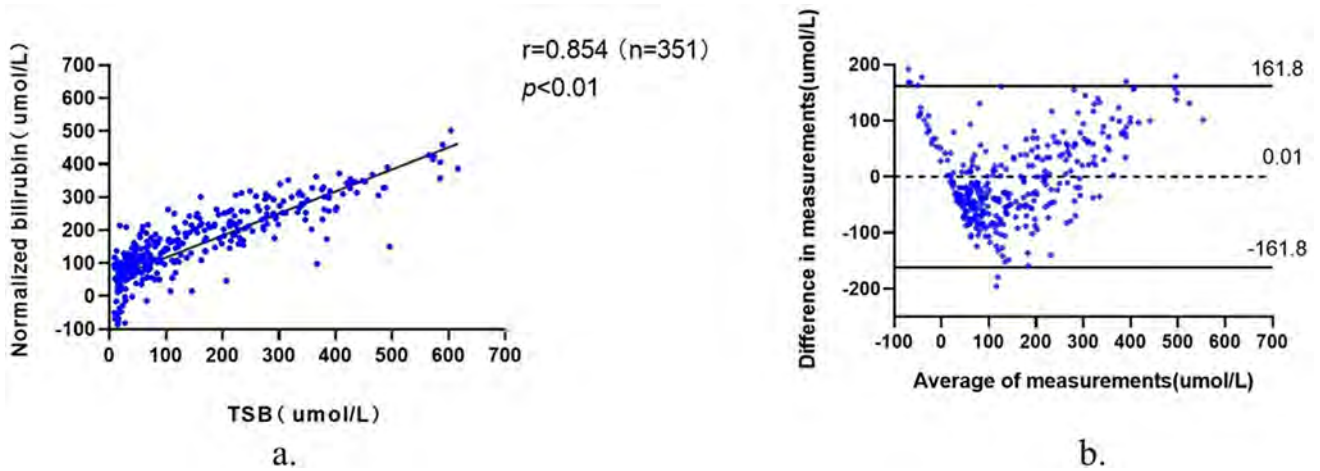 r=0.854 (n=351)
p<0.01
Normalized bilirubin( umol/L)
700
600
500
400
300
200
100
0
-100
0 100 200 300 400 500 600 700
TSB( umol/L)
a.
Difference in measurements(umol/L)
200
100
0
-100
-200
161.8
0.01
-161.8
-100 0 100 200 300 400 500 600 700
Average of measurements(umol/L)
b.